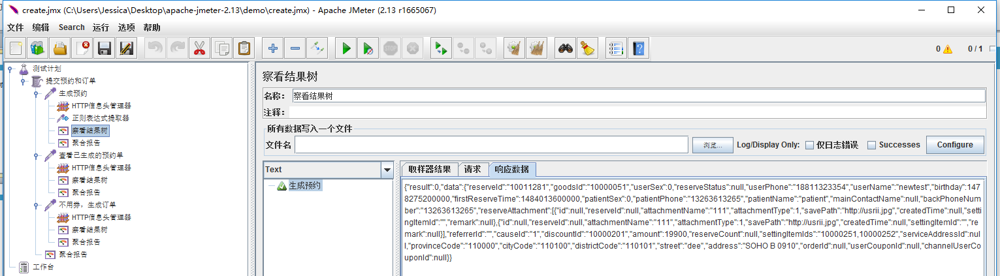 create.jmx (C:\Users\Jessica\Desktop\apache-jmeter-2.13\demo\create.jmx) - Apache JMeter (2.13 r1665067)
文件 编辑 Search 运行 选项 帮助
STOP
0 0 / 1
测试计划
提交预约和订单
生成预约
HTTP信息头管理器
正则表达式提取器
察看结果树
聚合报告
查看已生成的预约单
HTTP信息头管理器
察看结果树
聚合报告
不用券，生成订单
HTTP信息头管理器
察看结果树
聚合报告
聚合报告
工作台
察看结果树
名称： 察看结果树
注释：
所有数据写入一个文件
文件名 浏览... Log/Display Only: 仅日志错误 Successes Configure
Text
生成预约
取样器结果 请求 响应数据
{"result":0,"data":{"reserveId":"10011281","goodsId":"10000051","userSex":0,"reserveStatus":null,"userPhone":"18811323354","userName":"newtest","birthday":147
8275200000,"firstReserveTime":1484013600000,"patientSex":0,"patientPhone":"13263613265","patientName":"patient","mainContactName":null,"backPhoneNum
ber":"13263613265","reserveAttachment":[{"id":null,"reserveId":null,"attachmentName":"111","attachmentType":1,"savePath":"http://usrii.jpg","createdTime":null,"setti
ngItemId":"","remark":null},{"id":null,"reserveId":null,"attachmentName":"111","attachmentType":1,"savePath":"http://usrii.jpg","createdTime":null,"settingItemId":"","re
mark":null}],"referrerId":"","causeId":"1","discountId":"10000201","amount":19900,"reserveCount":null,"settingItemIds":"10000251,10000252","serviceAddressId":nul
l,"provinceCode":"110000","cityCode":"110100","districtCode":"110101","street":"dee","address":"SOHO B 0910","orderId":null,"userCouponId":null,"channelUserCo
uponId":null}}